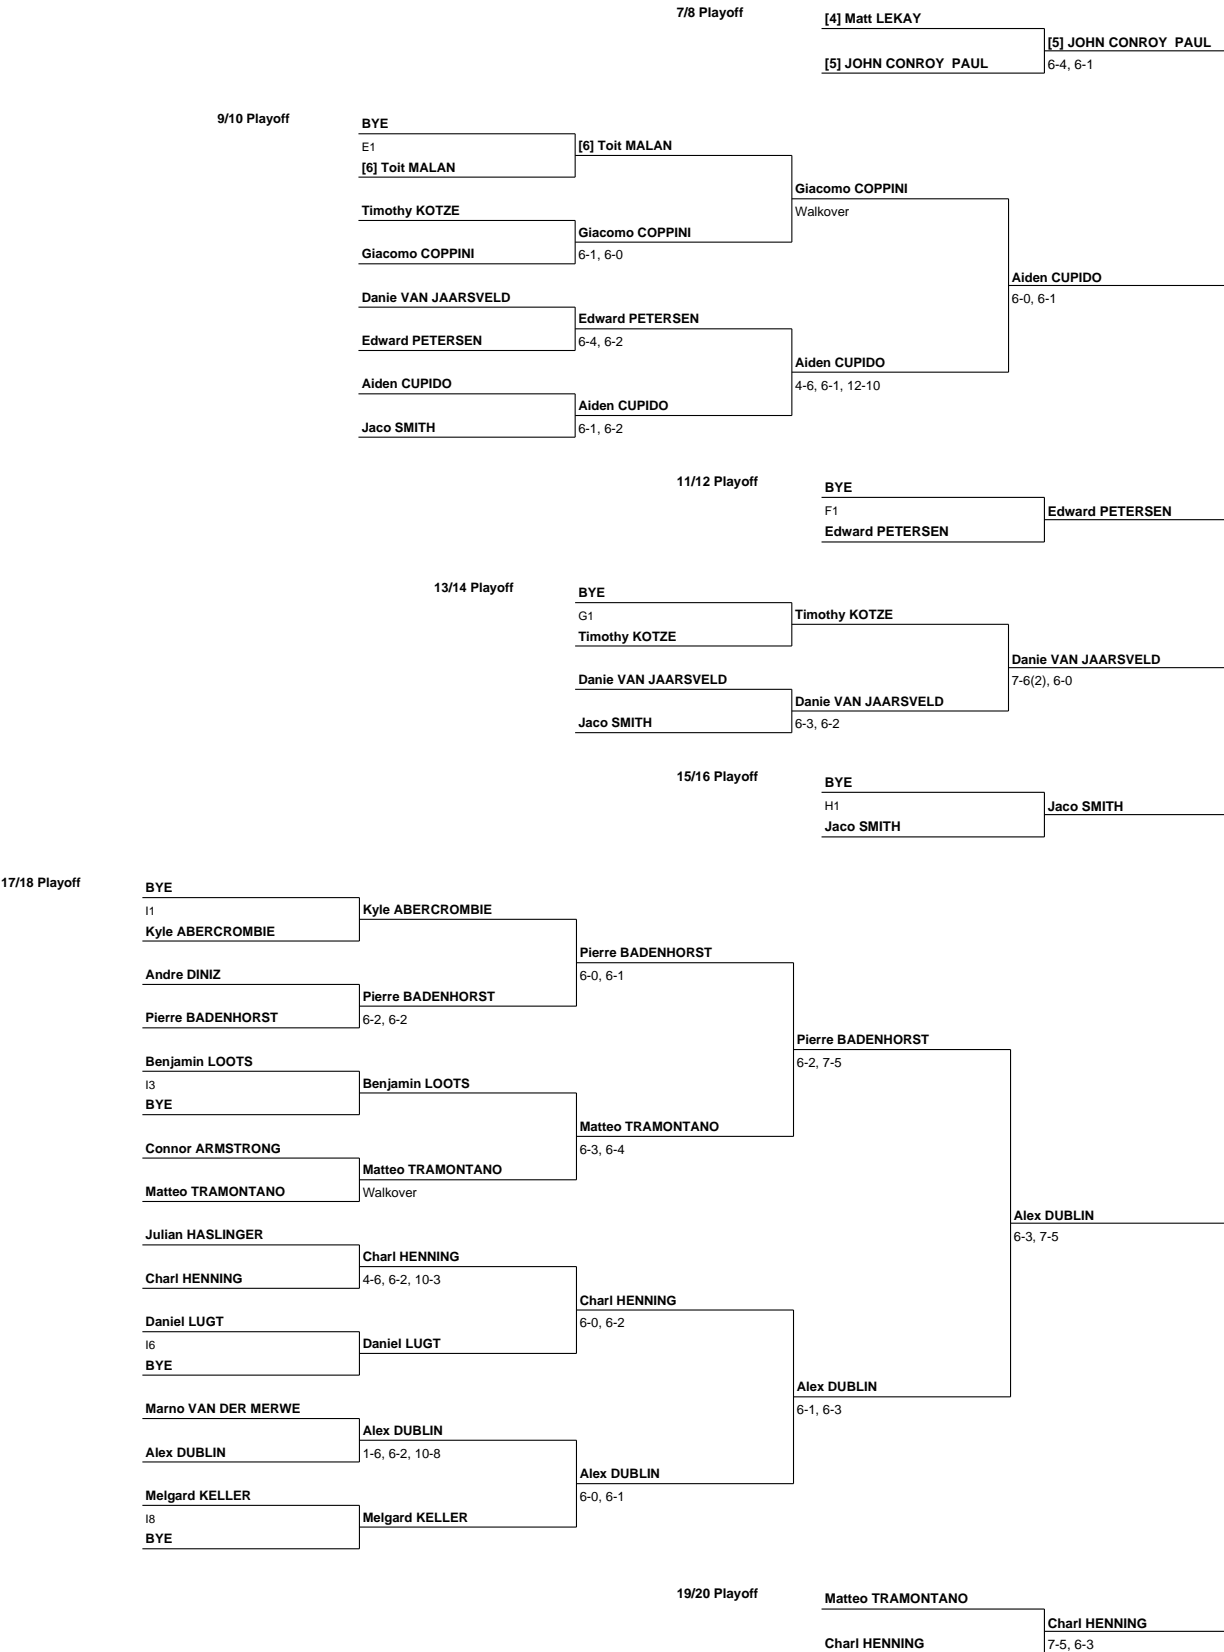 7/8 Playoff
[4] Matt LEKAY
[5] JOHN CONROY PAUL
[5] JOHN CONROY PAUL
6-4, 6-1
9/10 Playoff
BYE
E1
[6] Toit MALAN
[6] Toit MALAN
Giacomo COPPINI
Walkover
Timothy KOTZE
Giacomo COPPINI
Giacomo COPPINI
6-1, 6-0
Aiden CUPIDO
6-0, 6-1
Danie VAN JAARSVELD
Edward PETERSEN
Edward PETERSEN
6-4, 6-2
Aiden CUPIDO
4-6, 6-1, 12-10
Aiden CUPIDO
Aiden CUPIDO
Jaco SMITH
6-1, 6-2
11/12 Playoff
BYE
F1
Edward PETERSEN
Edward PETERSEN
13/14 Playoff
BYE
G1
Timothy KOTZE
Timothy KOTZE
Danie VAN JAARSVELD
7-6(2), 6-0
Danie VAN JAARSVELD
Danie VAN JAARSVELD
Jaco SMITH
6-3, 6-2
15/16 Playoff
BYE
H1
Jaco SMITH
Jaco SMITH
17/18 Playoff
BYE
I1
Kyle ABERCROMBIE
Kyle ABERCROMBIE
Pierre BADENHORST
6-0, 6-1
Andre DINIZ
Pierre BADENHORST
Pierre BADENHORST
6-2, 6-2
Pierre BADENHORST
6-2, 7-5
Benjamin LOOTS
I3
BYE
Benjamin LOOTS
Matteo TRAMONTANO
6-3, 6-4
Connor ARMSTRONG
Matteo TRAMONTANO
Matteo TRAMONTANO
Walkover
Alex DUBLIN
6-3, 7-5
Julian HASLINGER
Charl HENNING
Charl HENNING
4-6, 6-2, 10-3
Charl HENNING
6-0, 6-2
Daniel LUGT
I6
BYE
Daniel LUGT
Alex DUBLIN
6-1, 6-3
Marno VAN DER MERWE
Alex DUBLIN
Alex DUBLIN
1-6, 6-2, 10-8
Alex DUBLIN
6-0, 6-1
Melgard KELLER
I8
BYE
Melgard KELLER
19/20 Playoff
Matteo TRAMONTANO
Charl HENNING
Charl HENNING
7-5, 6-3